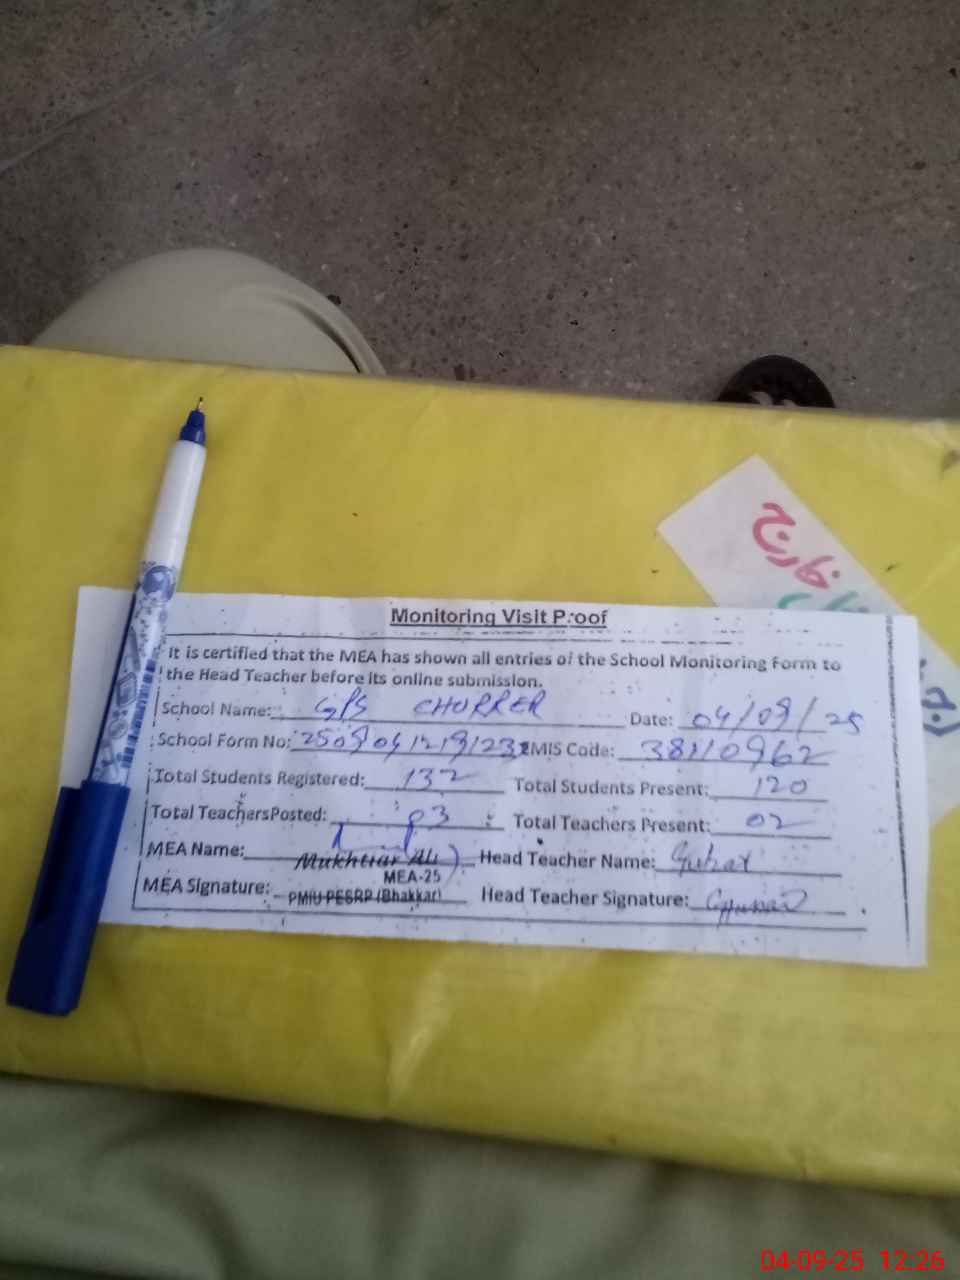 خارج
Monitoring Visit Proof
It is certified that the MEA has shown all entries of the School Monitoring Form to
the Head Teacher before its online submission.
School Name: GPS CHORRER Date: 04/09/25
School Form No: EMIS Code: 38110962
Total Students Registered: 132 Total Students Present: 120
Total Teachers Posted: 03 Total Teachers Present: 02
MEA Name: Mukhtiar Ali Head Teacher Name:
MEA-25
MEA Signature: PMIU PESRP (Bhakkar) Head Teacher Signature:
04-09-25 12:26